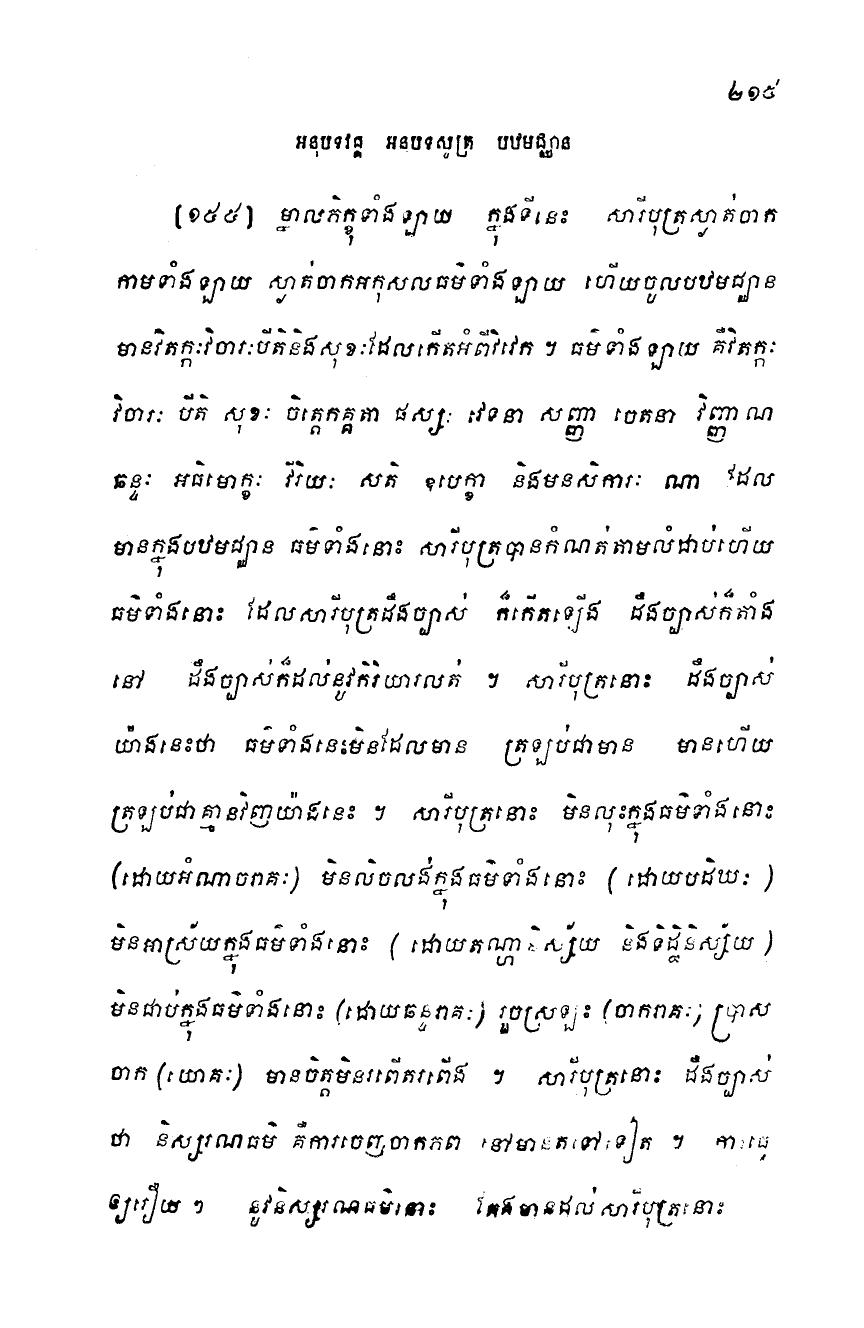 ២១៥
អនុបទវគ្គ អនបទសូត្រ បឋមជ្ឈាន
[១៥៤] ម្នាលភិក្ខុទាំងឡាយ ក្នុងទីនេះ សារីបុត្រស្ងាត់ចាក
កាមទាំងឡាយ ស្ងាត់ចាកអកុសលធម៌ទាំងឡាយ ហើយចូលបឋមជ្ឈាន
មានវិតក្កៈវិចារៈបីតិនិងសុខៈដែលកើតអំពីវិវេក ។ ធម៌ទាំងឡាយ គឺវិតក្កៈ
វិចារៈ បីតិ សុខៈ ចិត្តេកគ្គតា ផស្សៈ វេទនា សញ្ញា ចេតនា វិញ្ញាណ
ឆន្ទៈ អធិមោក្ខៈ វីរិយៈ សតិ ឧបេក្ខា និងមនសិការៈ ណា ដែល
មានក្នុងបឋមជ្ឈាន ធម៌ទាំងនោះ សារីបុត្របានកំណត់តាមលំដាប់ហើយ
ធម៌ទាំងនោះ ដែលសារីបុត្រដឹងច្បាស់ ក៏កើតឡើង ដឹងច្បាស់ក៏តាំង
នៅ ដឹងច្បាស់ក៏ដល់នូវកិរិយារលត់ ។ សារីបុត្រនោះ ដឹងច្បាស់
យ៉ាងនេះថា ធម៌ទាំងនេះមិនដែលមាន ត្រឡប់ជាមាន មានហើយ
ត្រឡប់ជាគ្មានវិញយ៉ាងនេះ ។ សារីបុត្រនោះ មិនលុះក្នុងធម៌ទាំងនោះ
(ដោយអំណាចរាគៈ) មិនលិចលង់ក្នុងធម៌ទាំងនោះ (ដោយបដិឃៈ)
មិនអាស្រ័យក្នុងធម៌ទាំងនោះ (ដោយតណ្ហានិស្ស័យ និងទិដ្ឋិនិស្ស័យ)
មិនជាប់ក្នុងធម៌ទាំងនោះ (ដោយឆន្ទរាគៈ) រួចស្រឡះ (ចាករាគៈ) ប្រាស
ចាក (យោគៈ) មានចិត្តមិនរពើតរពើង ។ សារីបុត្រនោះ ដឹងច្បាស់
ថា និស្សរណធម៌ គឺការចេញចាកភព នៅមានតទៅទៀត ។ ការធ្វេ
ឲ្យរឿយ ៗ នូវនិស្សរណធម៌នោះ តែងមានដល់សារីបុត្រនោះ